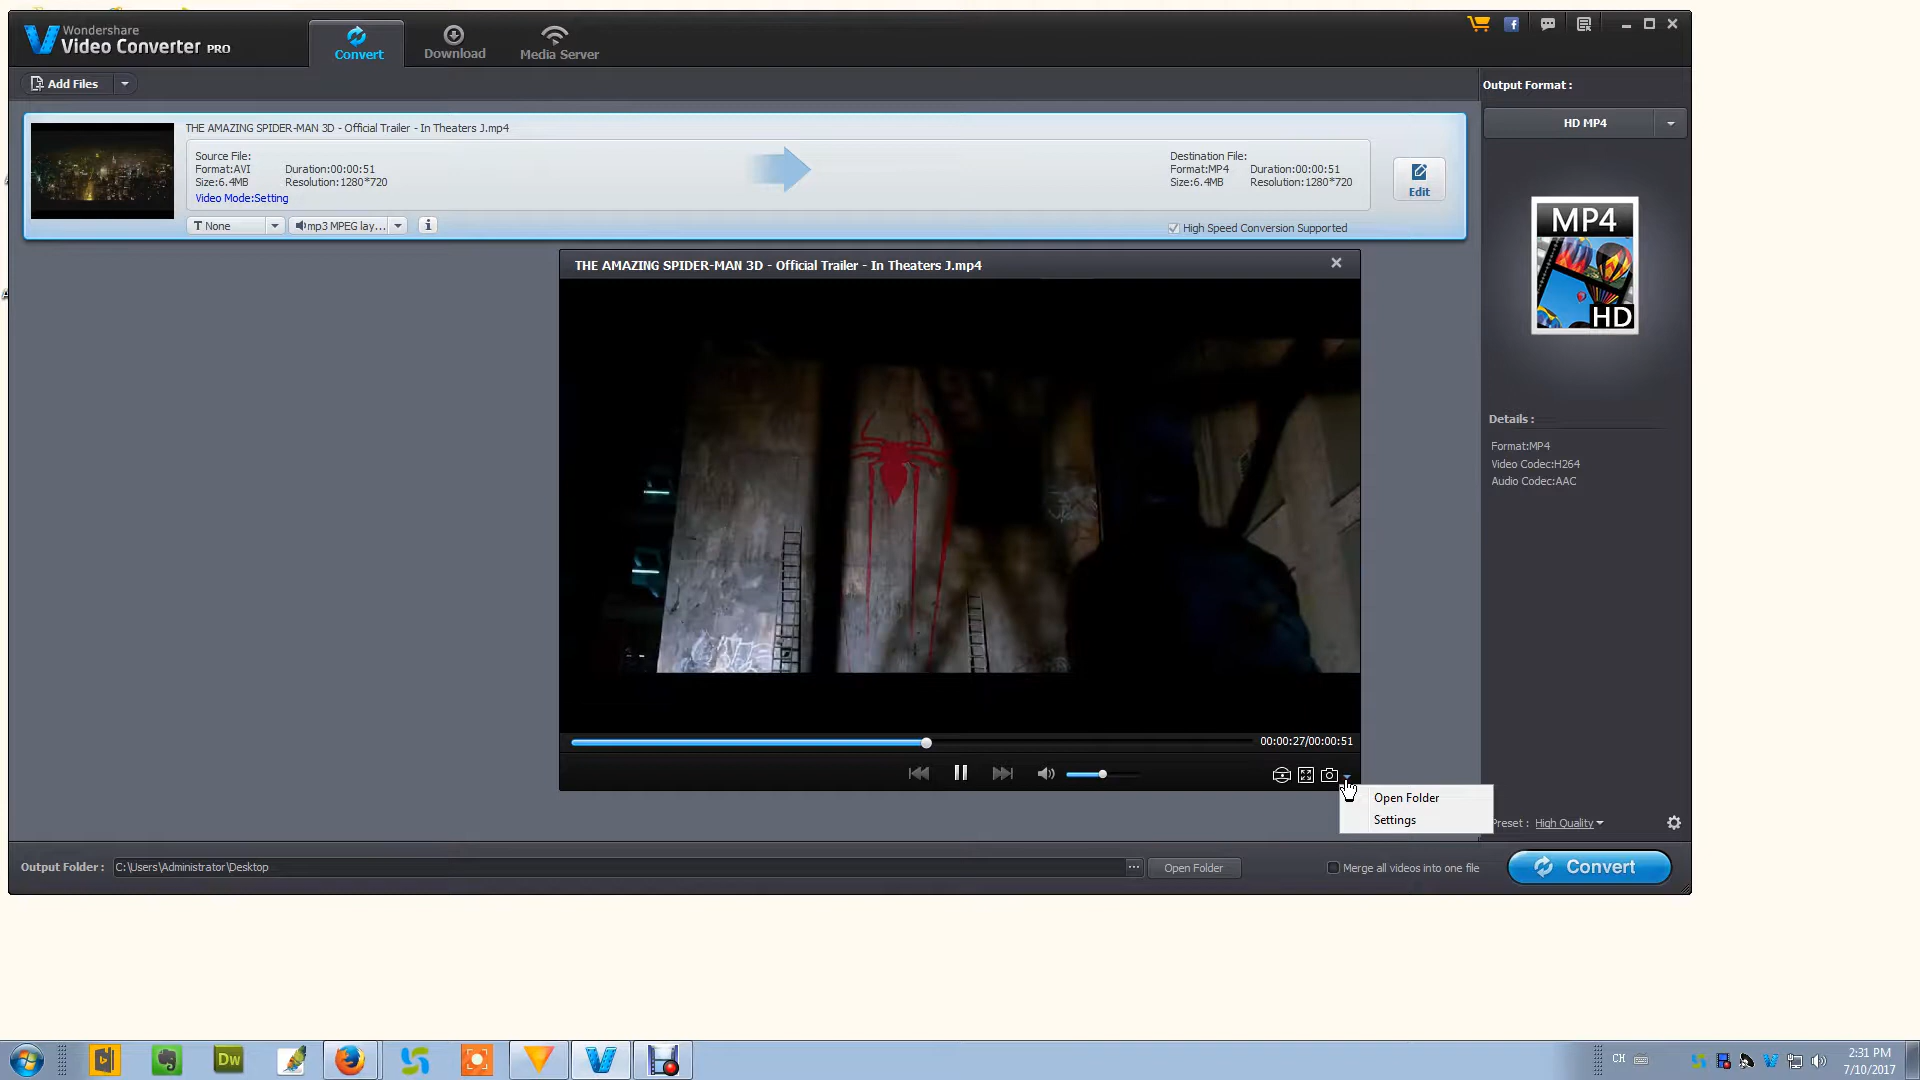 Wondershare
Video Converter PRO
Convert
Download
Media Server
Add Files
Output Format :
HD MP4
THE AMAZING SPIDER-MAN 3D - Official Trailer - In Theaters J.mp4
Source File:
Format:AVI Duration:00:00:51
Size:6.4MB Resolution:1280*720
Video Mode:Setting
Destination File:
Format:MP4 Duration:00:00:51
Size:6.4MB Resolution:1280*720
Edit
T None
mp3 MPEG lay...
High Speed Conversion Supported
MP4
HD
THE AMAZING SPIDER-MAN 3D - Official Trailer - In Theaters J.mp4
Details :
Format:MP4
Video Codec:H264
Audio Codec:AAC
00:00:27/00:00:51
Open Folder
Settings
reset : High Quality
Output Folder : C:\Users\Administrator\Desktop
...
Open Folder
Merge all videos into one file
Convert
Dw
CH
2:31 PM
7/10/2017